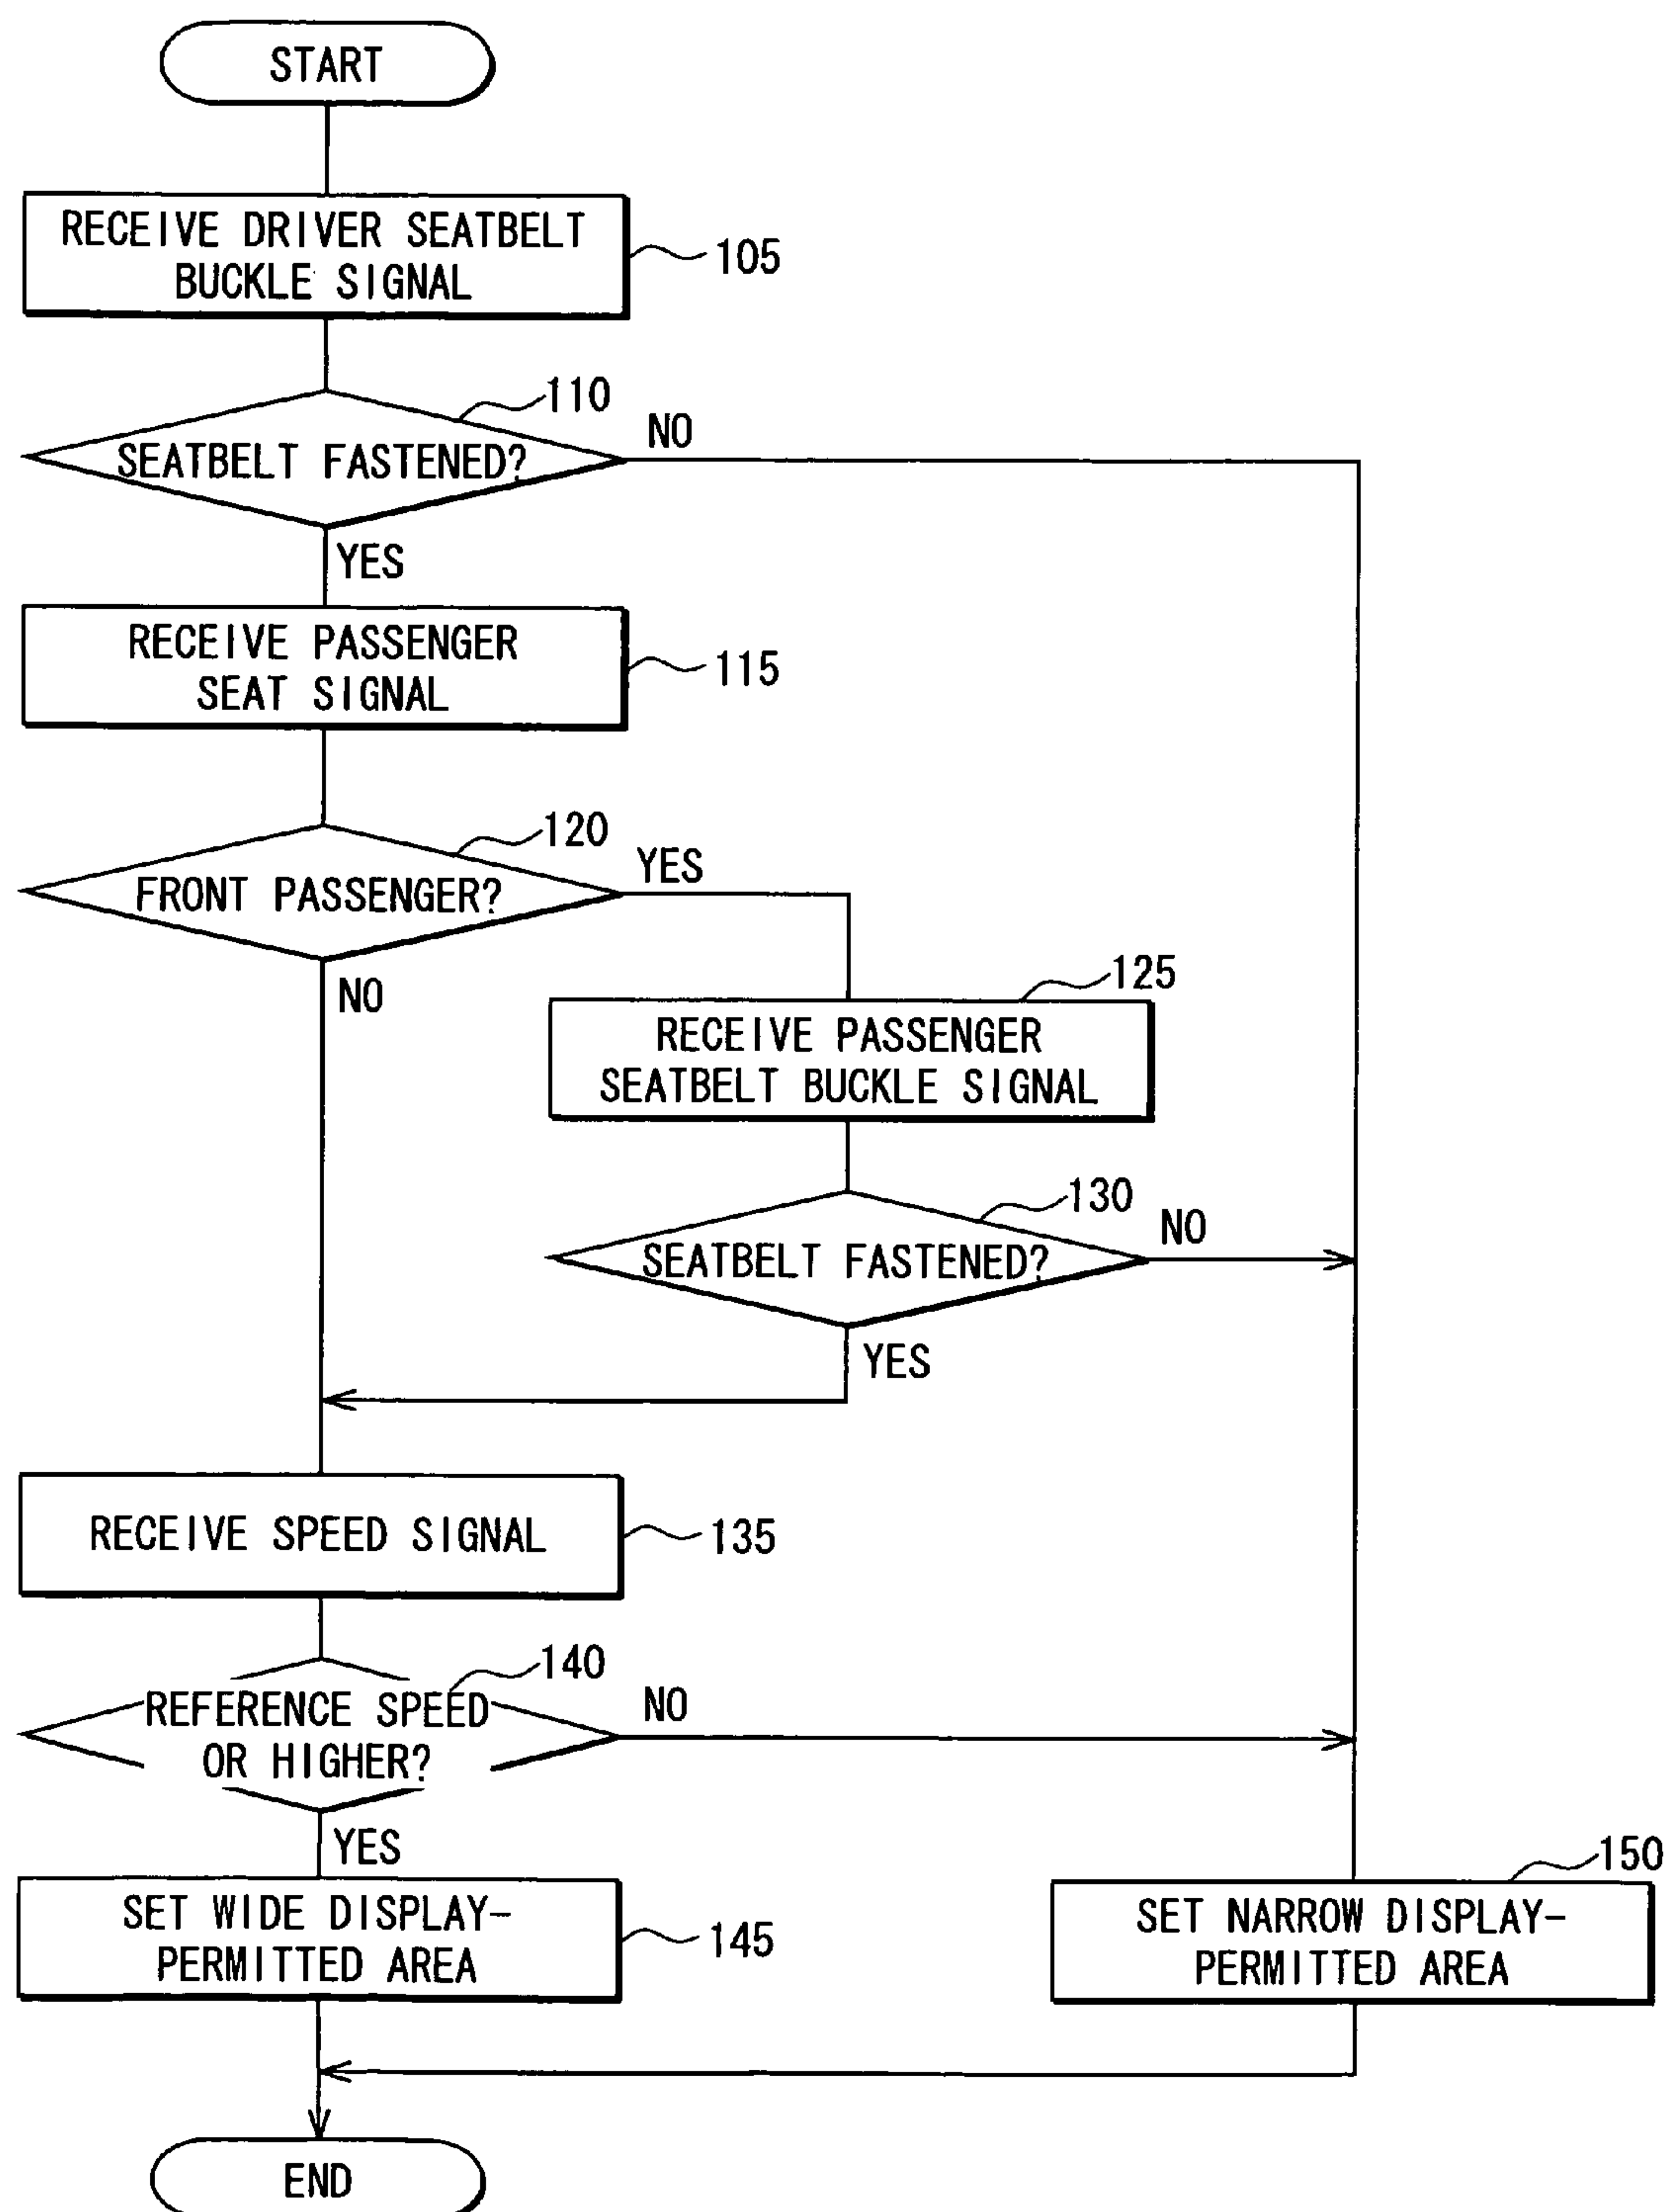 START
RECEIVE DRIVER SEATBELT
BUCKLE SIGNAL
105
110
SEATBELT FASTENED?
NO
YES
RECEIVE PASSENGER
SEAT SIGNAL
115
120
FRONT PASSENGER?
YES
NO
125
RECEIVE PASSENGER
SEATBELT BUCKLE SIGNAL
130
SEATBELT FASTENED?
NO
YES
RECEIVE SPEED SIGNAL
135
140
REFERENCE SPEED
OR HIGHER?
NO
YES
SET WIDE DISPLAY-
PERMITTED AREA
145
150
SET NARROW DISPLAY-
PERMITTED AREA
END